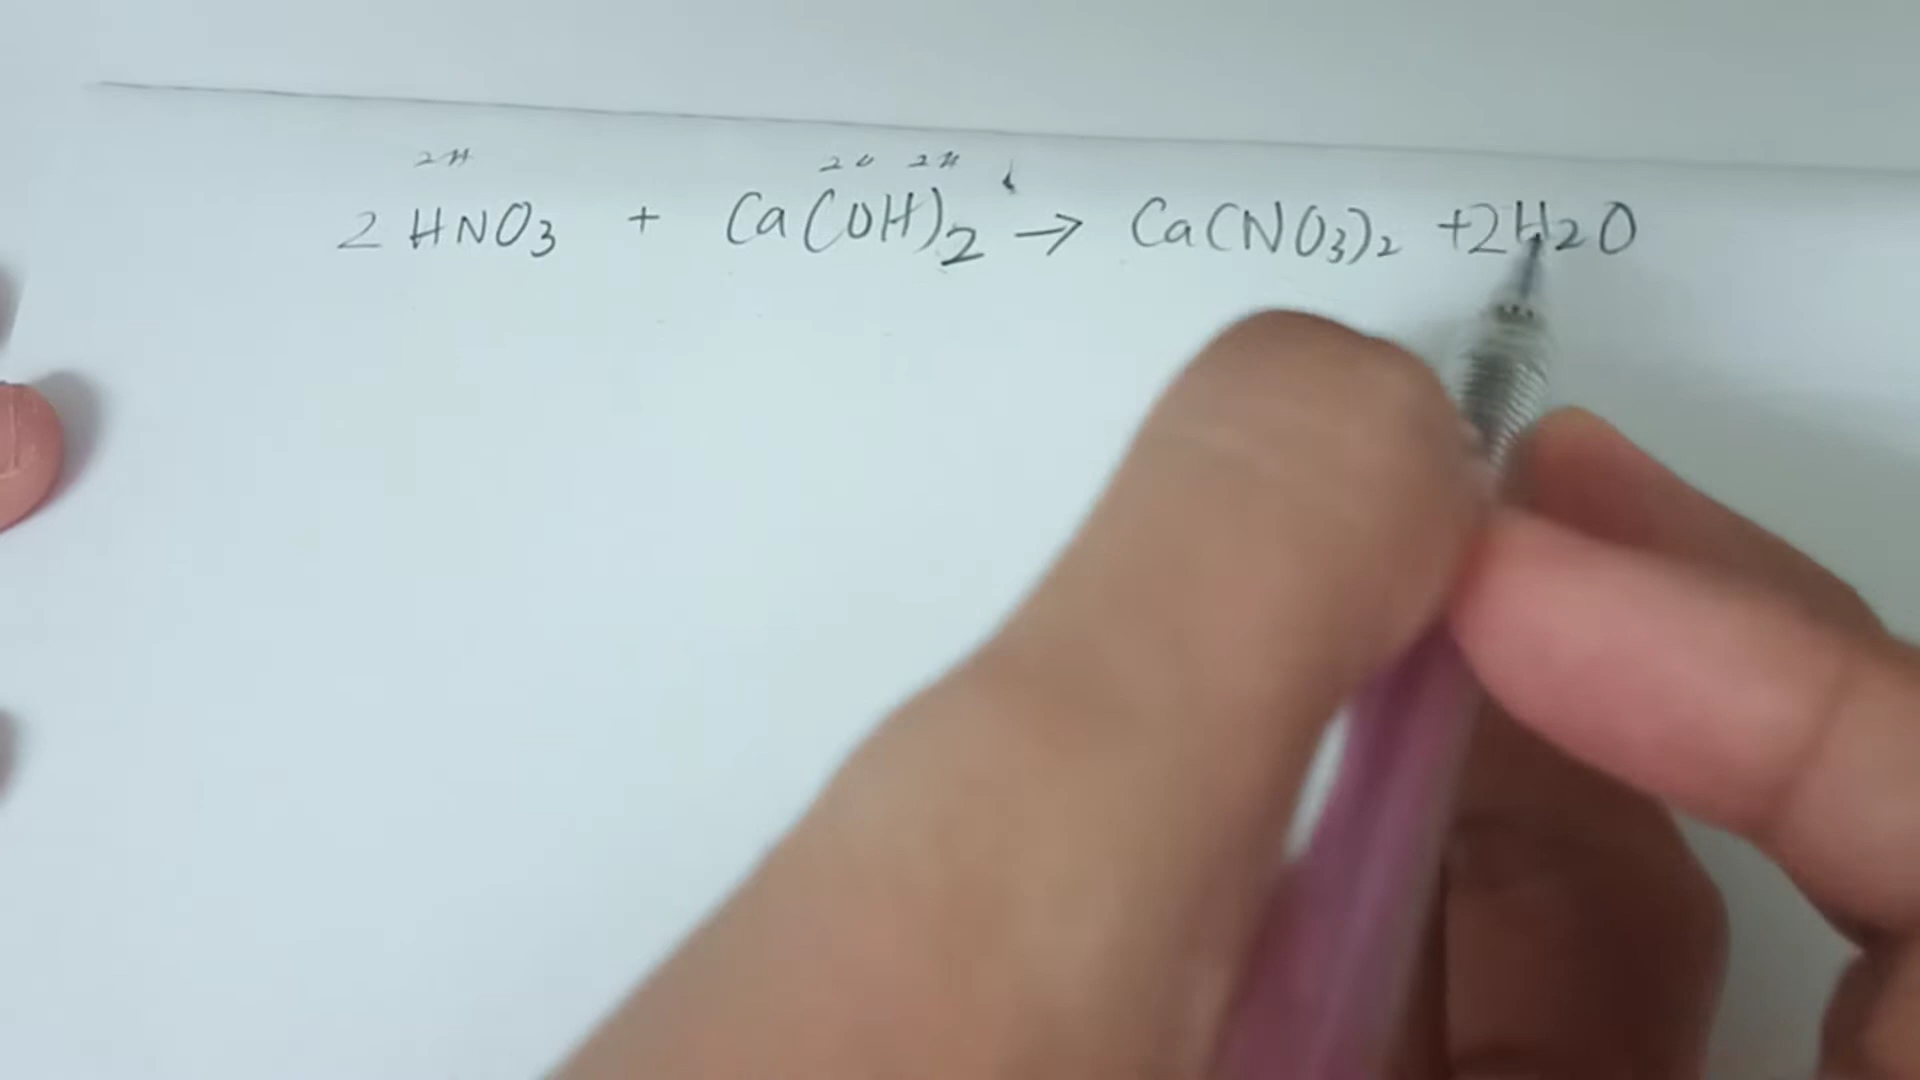 2H 2O 2H
2HNO3 + Ca(OH)2 → Ca(NO3)2 + 2H2O